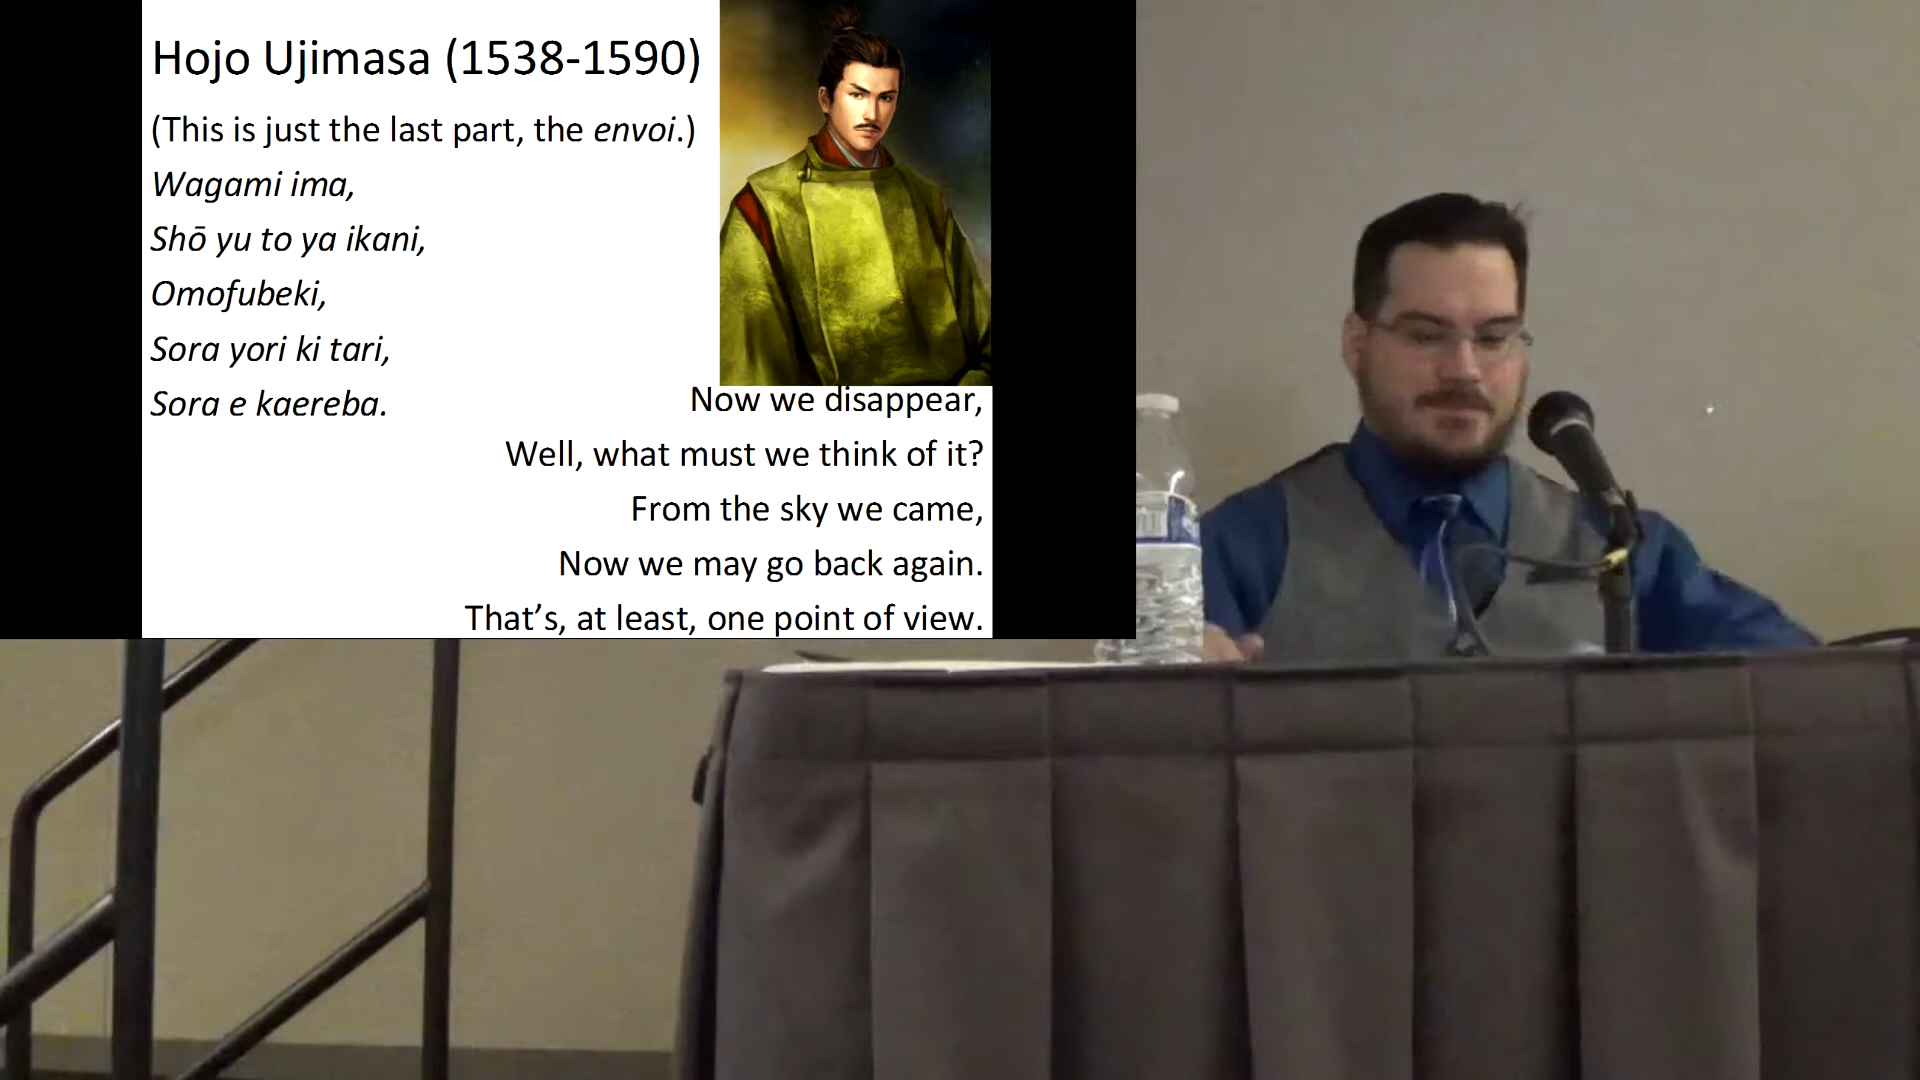 Hojo Ujimasa (1538-1590)
(This is just the last part, the envoi.)
Wagami ima,
Shō yu to ya ikani,
Omofubeki,
Sora yori ki tari,
Sora e kaereba.
Now we disappear,
Well, what must we think of it?
From the sky we came,
Now we may go back again.
That's, at least, one point of view.